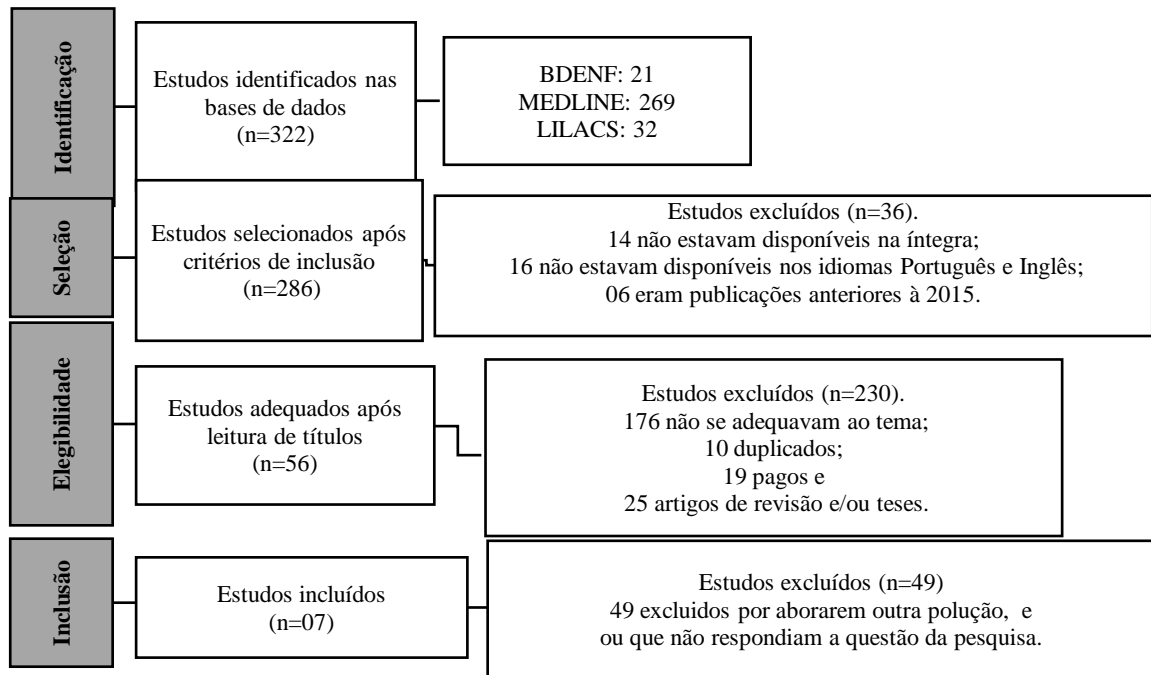 Identificação
Estudos identificados nas
bases de dados
(n=322)
BDENF: 21
MEDLINE: 269
LILACS: 32
Seleção
Estudos selecionados após
critérios de inclusão
(n=286)
Estudos excluídos (n=36).
14 não estavam disponíveis na íntegra;
16 não estavam disponíveis nos idiomas Português e Inglês;
06 eram publicações anteriores à 2015.
Elegibilidade
Estudos adequados após
leitura de títulos
(n=56)
Estudos excluídos (n=230).
176 não se adequavam ao tema;
10 duplicados;
19 pagos e
25 artigos de revisão e/ou teses.
Inclusão
Estudos incluídos
(n=07)
Estudos excluídos (n=49)
49 excluidos por aborarem outra polução, e
ou que não respondiam a questão da pesquisa.